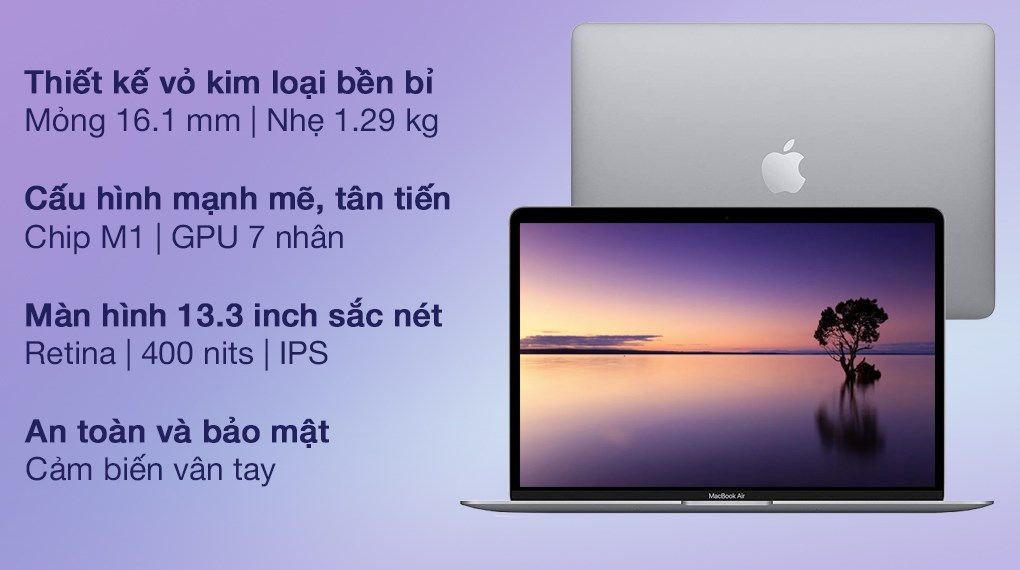 Thiết kế vỏ kim loại bền bỉ
Mỏng 16.1 mm | Nhẹ 1.29 kg
Cấu hình mạnh mẽ, tân tiến
Chip M1 | GPU 7 nhân
Màn hình 13.3 inch sắc nét
Retina | 400 nits | IPS
An toàn và bảo mật
Cảm biến vân tay
MacBook Air